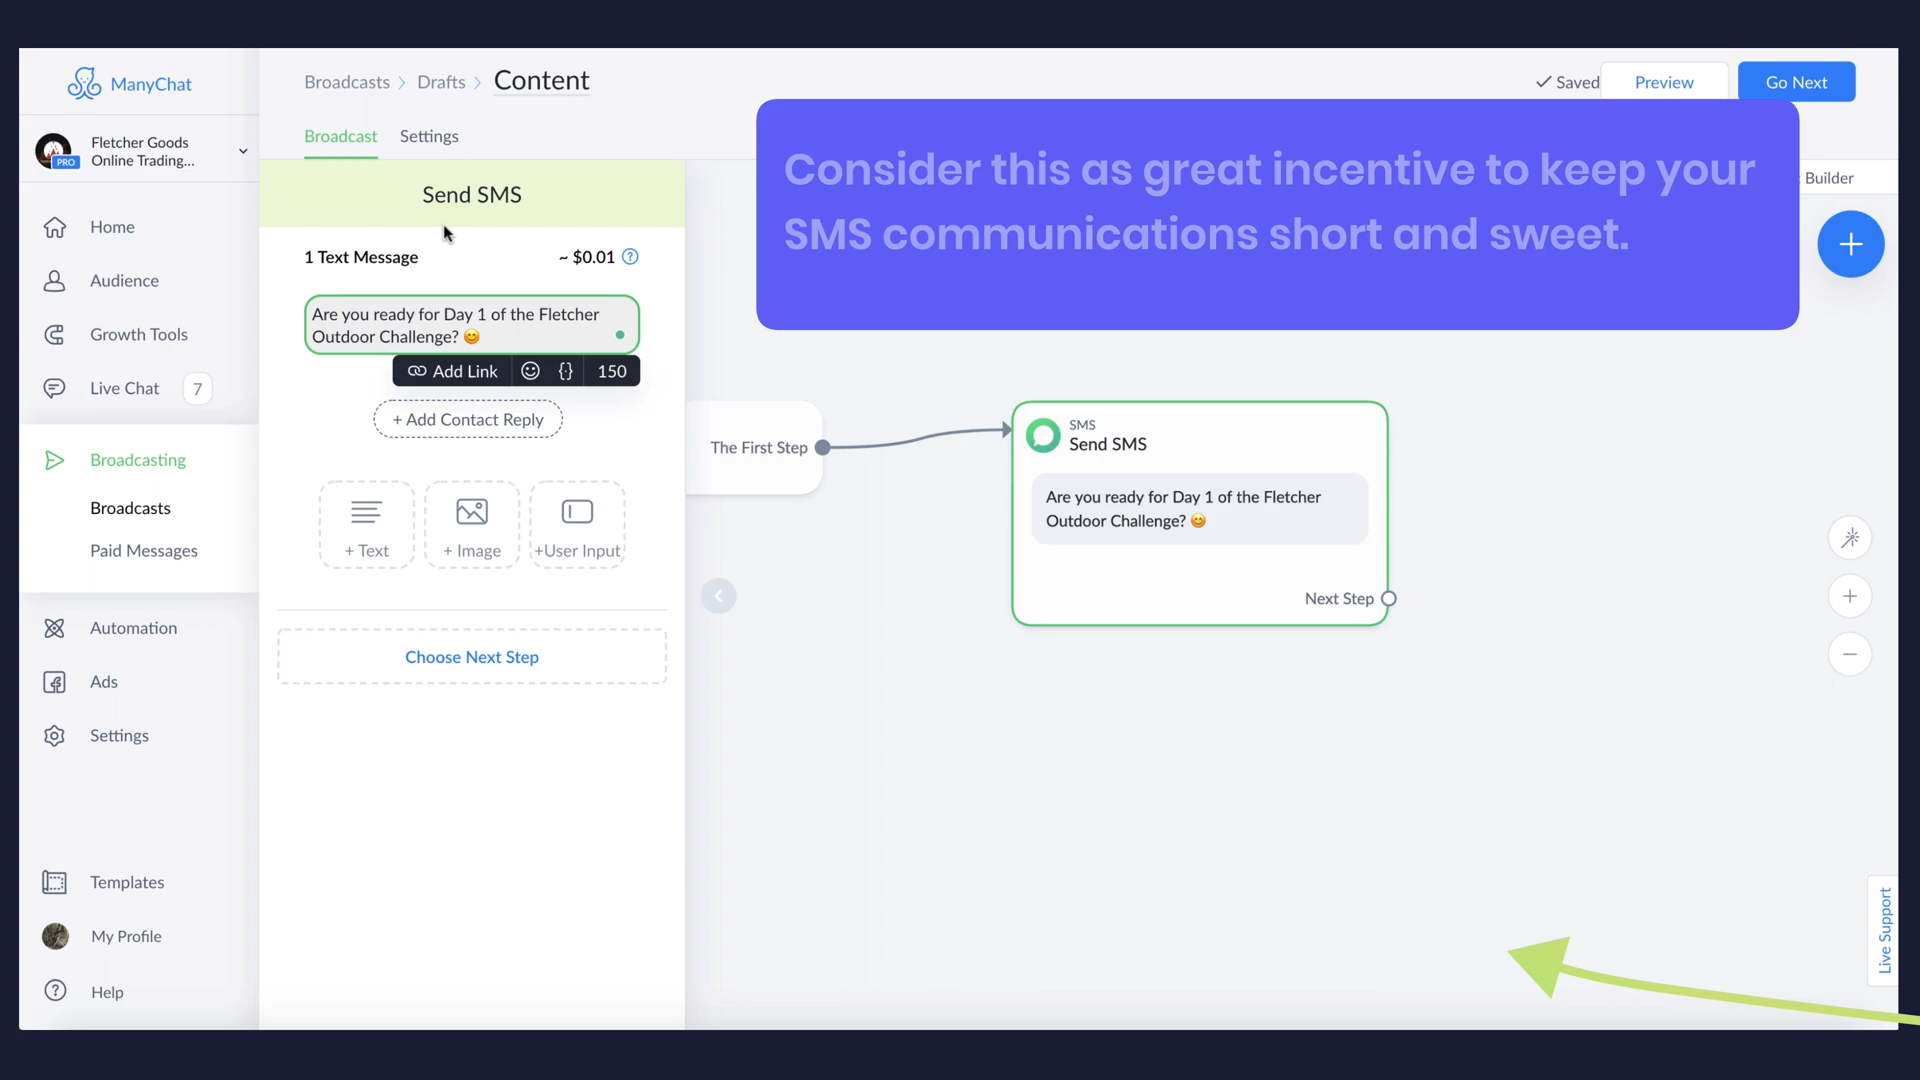 ManyChat
Broadcasts
Drafts
Content
Saved
Preview
Go Next
Fletcher Goods
Online Trading...
PRO
Broadcast
Settings
Consider this as great incentive to keep your
SMS communications short and sweet.
Builder
Home
Audience
Growth Tools
Live Chat
7
Broadcasting
Broadcasts
Paid Messages
Automation
Ads
Settings
Templates
My Profile
Help
Send SMS
1 Text Message
~ $0.01
?
Are you ready for Day 1 of the Fletcher
Outdoor Challenge? 😊
Add Link
{·}
150
+ Add Contact Reply
+ Text
+ Image
+User Input
Choose Next Step
The First Step
SMS
Send SMS
Are you ready for Day 1 of the Fletcher
Outdoor Challenge? 😊
Next Step
Live Support